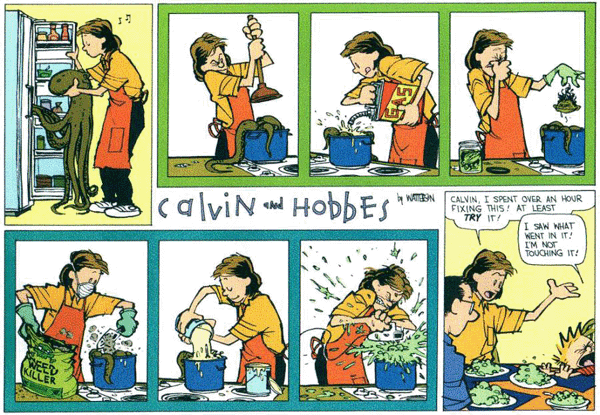 GAS
CALVIN and HOBBES
by WATTERSON
WEED
KILLER
CALVIN, I SPENT OVER AN HOUR
FIXING THIS! AT LEAST
TRY IT!
I SAW WHAT
WENT IN IT!
I'M NOT
TOUCHING IT!